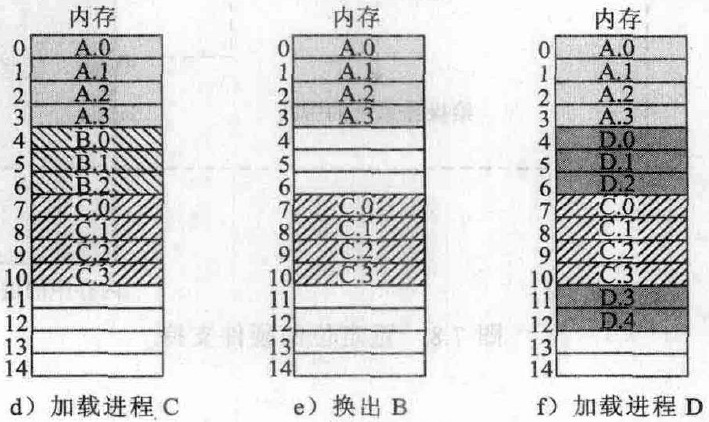 内存
0 A.0
1 A.1
2 A.2
3 A.3
4 B.0
5 B.1
6 B.2
7 C.0
8 C.1
9 C.2
10 C.3
11
12
13
14
d）加载进程 C
内存
0 A.0
1 A.1
2 A.2
3 A.3
4
5
6
7 C.0
8 C.1
9 C.2
10 C.3
11
12
13
14
e）换出 B
内存
0 A.0
1 A.1
2 A.2
3 A.3
4 D.0
5 D.1
6 D.2
7 C.0
8 C.1
9 C.2
10 C.3
11 D.3
12 D.4
13
14
f）加载进程 D